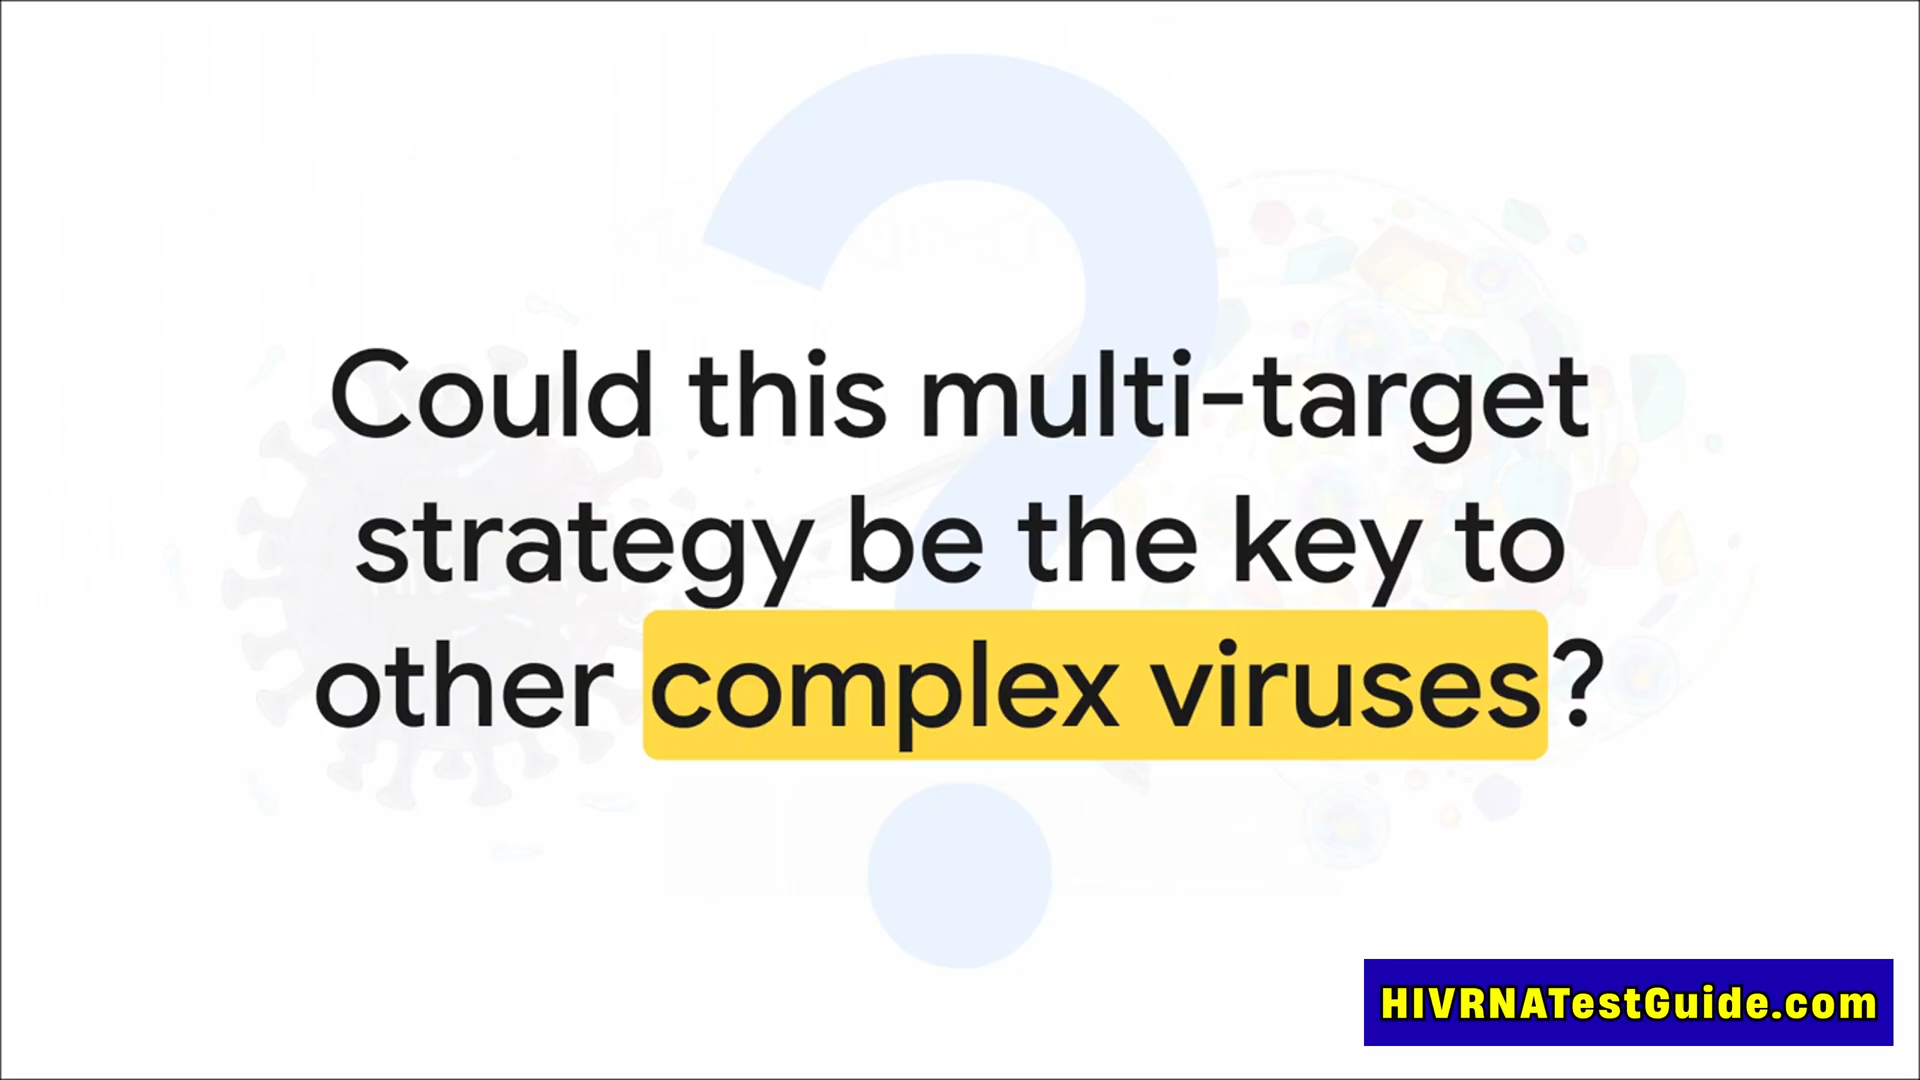 Could this multi-target
strategy be the key to
other complex viruses?
HIVRNATestGuide.com